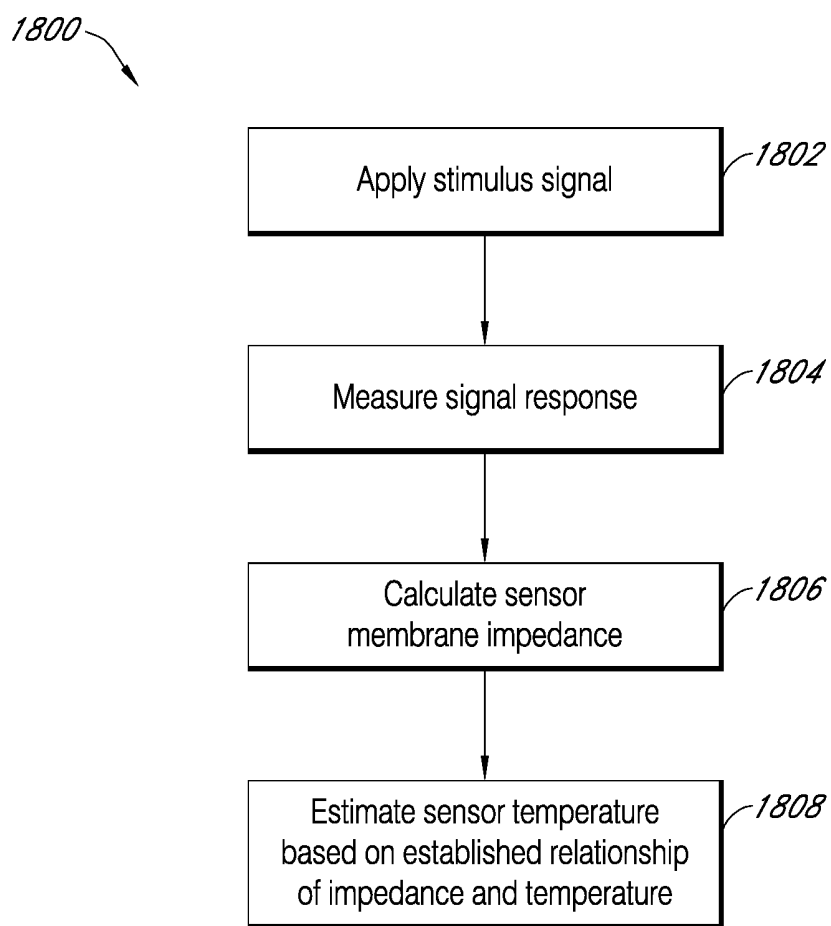 1800
Apply stimulus signal
1802
Measure signal response
1804
Calculate sensor
membrane impedance
1806
Estimate sensor temperature
based on established relationship
of impedance and temperature
1808